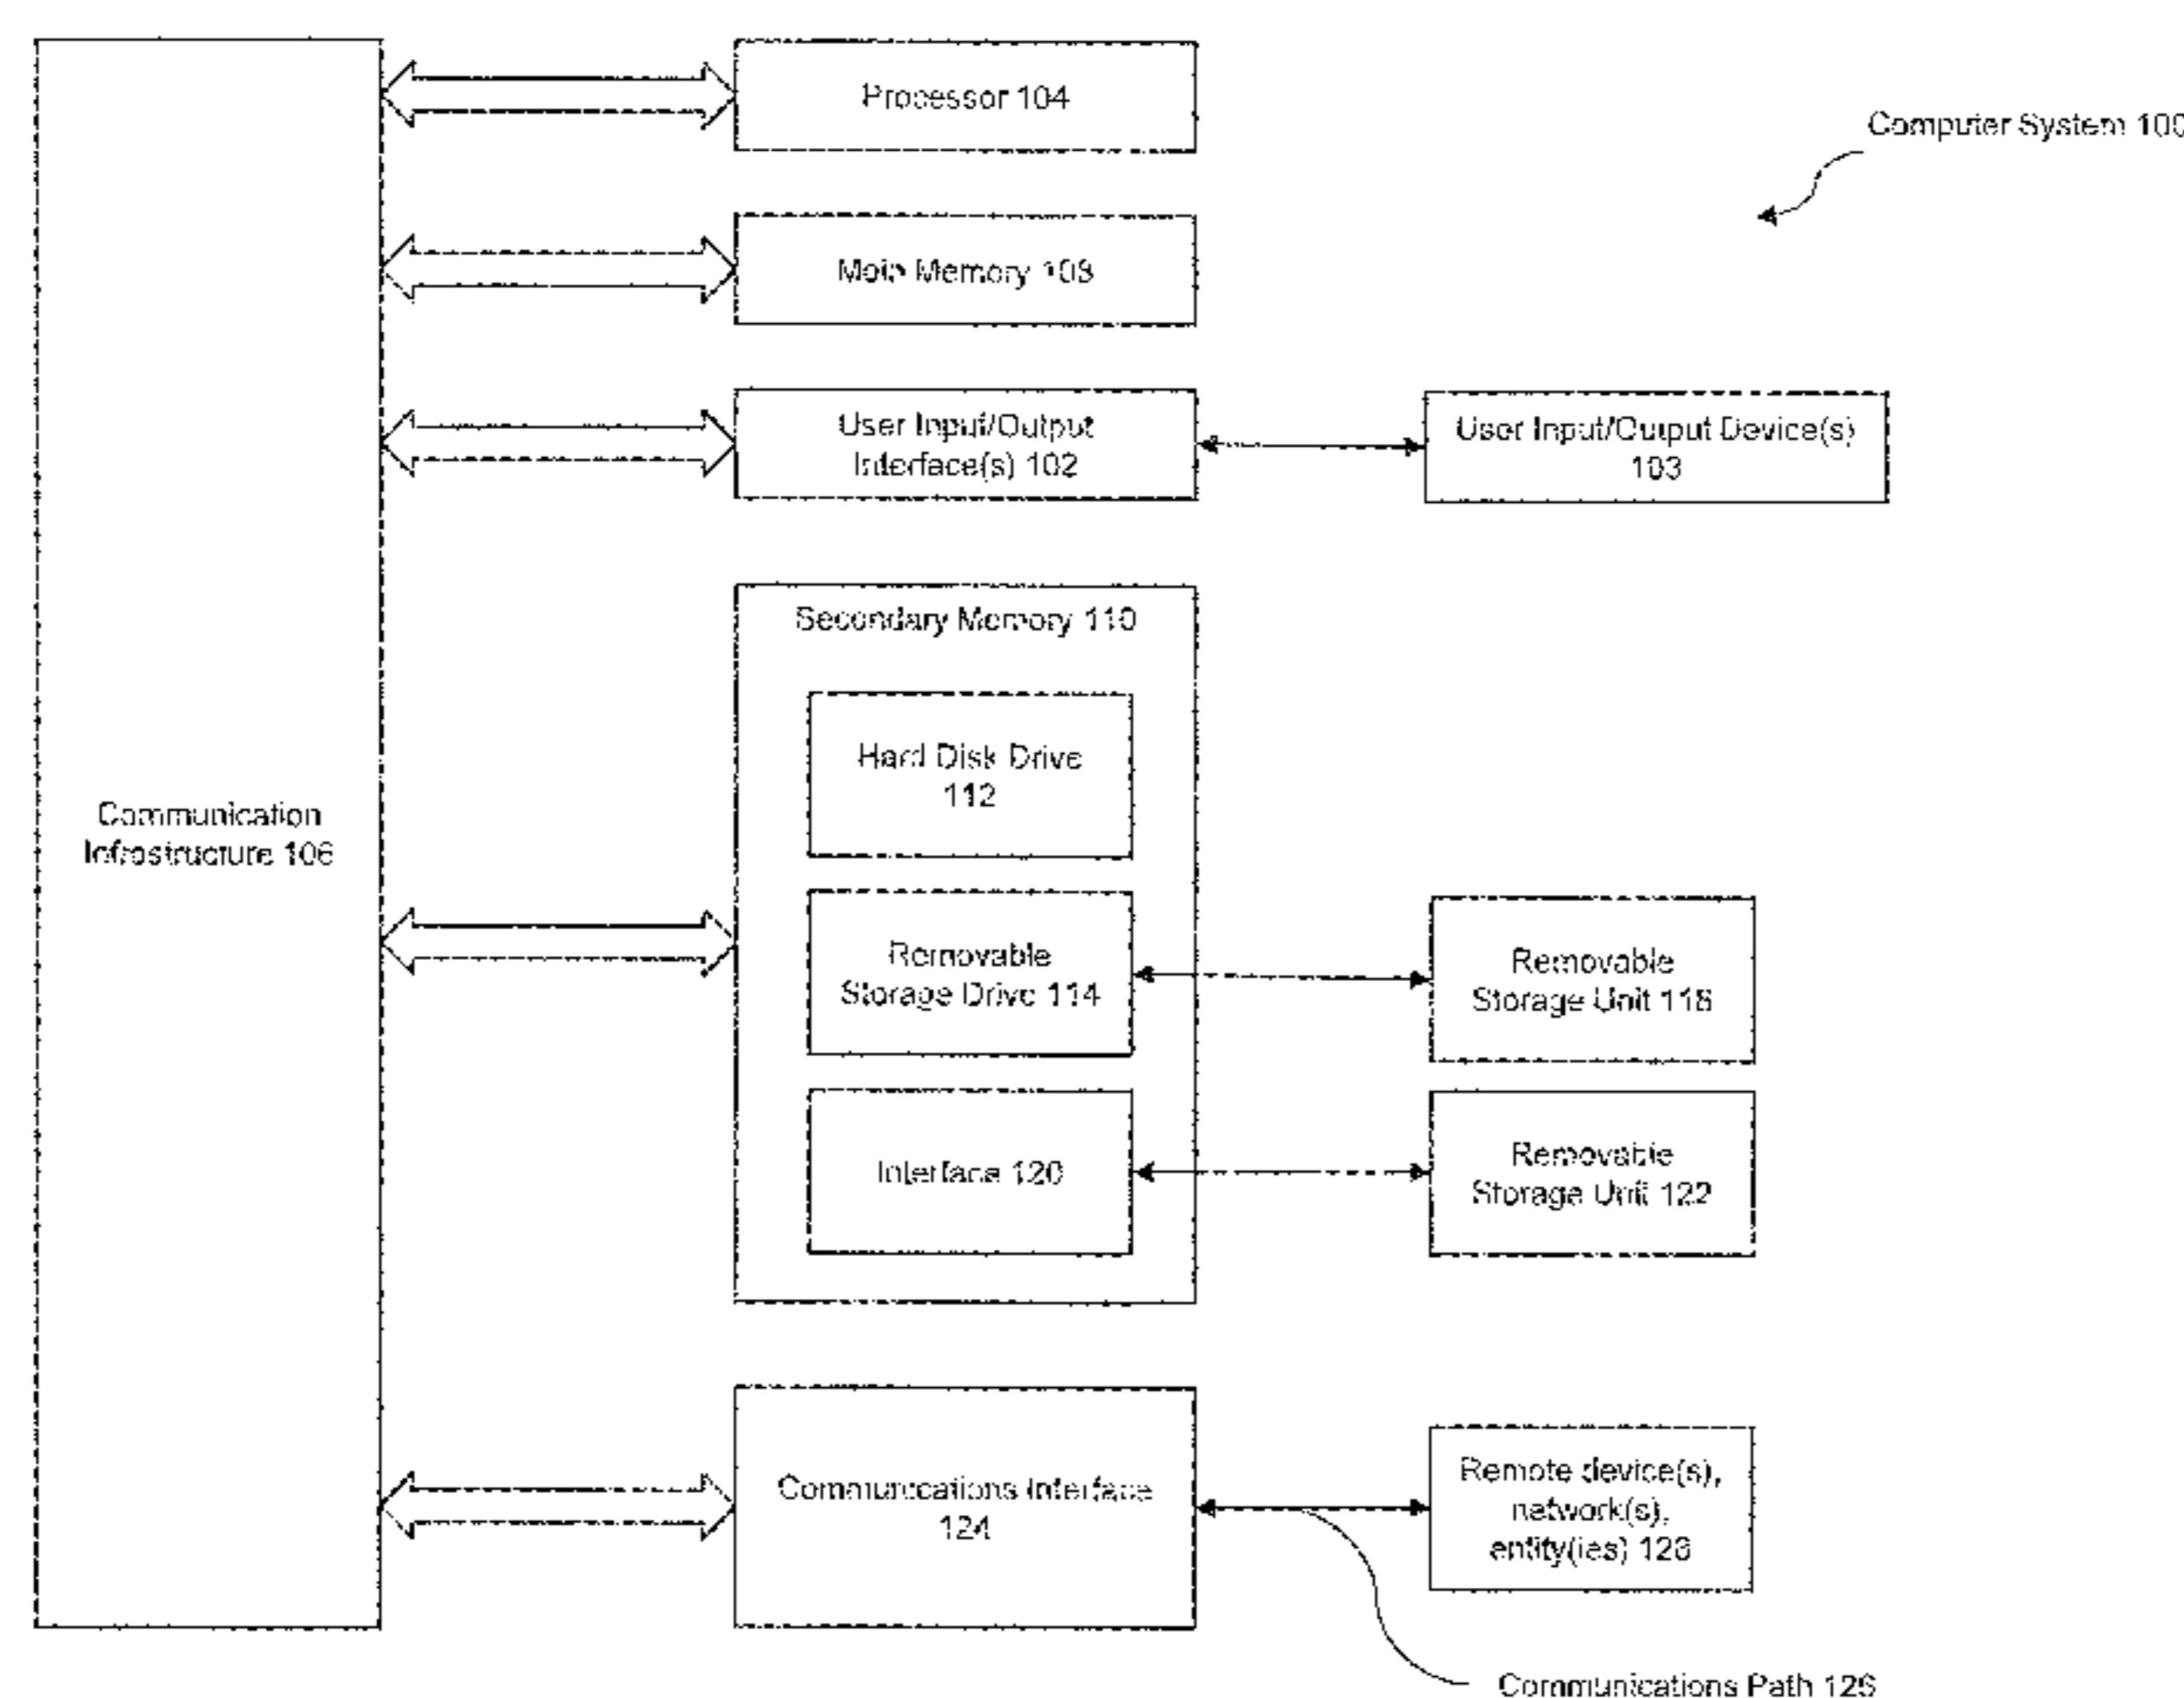 Processor 104
Computer System 100
Main Memory 108
User Input/Output
Interface(s) 102
User Input/Output Device(s)
103
Secondary Memory 110
Hard Disk Drive
112
Communication
Infrastructure 106
Removable
Storage Drive 114
Removable
Storage Unit 118
Interface 120
Removable
Storage Unit 122
Communications Interface
124
Remote device(s),
network(s),
entity(ies) 128
Communications Path 126